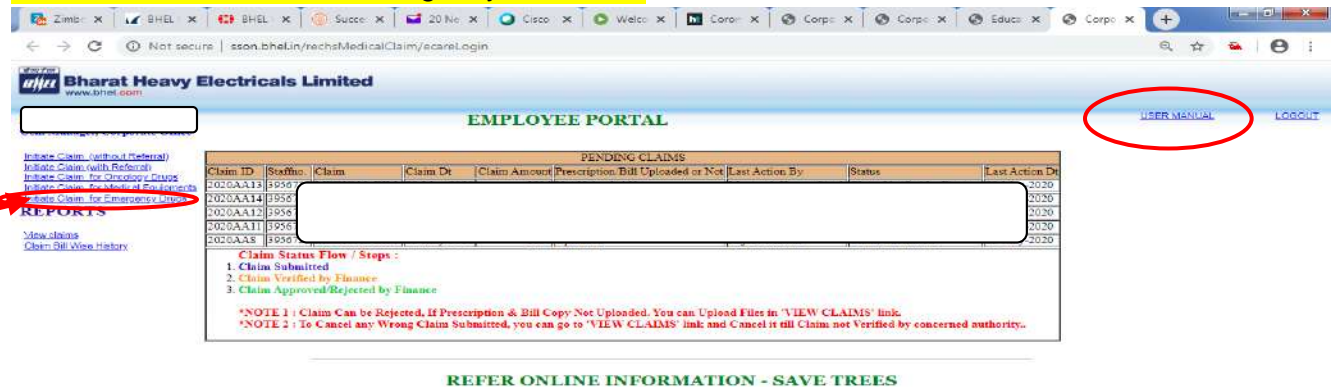 Zimbr BHEL BHEL Succe 20 Ne Cisco Welco Coron Corpo Corpo Educa Corpo
Not secure | sson.bhel.in/rechsMedicalClaim/ecareLogin
Bharat Heavy Electricals Limited
www.bhel.com
EMPLOYEE PORTAL
USER MANUAL LOGOUT
Initiate Claim (without Referral)
Initiate Claim (with Referral)
Initiate Claim for Oncology Drugs
Initiate Claim for Medical Equipments
Initiate Claim for Emergency Drugs
REPORTS
View claims
Claim Bill Wise History
PENDING CLAIMS
Claim ID Staffno. Claim Claim Dt Claim Amount Prescription/Bill Uploaded or Not Last Action By Status Last Action Dt
2020AA13 39567 2020
2020AA14 39567 2020
2020AA12 39567 2020
2020AA11 39567 2020
2020AA8 39567 -2020
Claim Status Flow / Steps :
1. Claim Submitted
2. Claim Verified by Finance
3. Claim Approved/Rejected by Finance
*NOTE 1 : Claim Can be Rejected, If Prescription & Bill Copy Not Uploaded. You can Upload Files in 'VIEW CLAIMS' link.
*NOTE 2 : To Cancel any Wrong Claim Submitted, you can go to 'VIEW CLAIMS' link and Cancel it till Claim not Verified by concerned authority..
REFER ONLINE INFORMATION - SAVE TREES